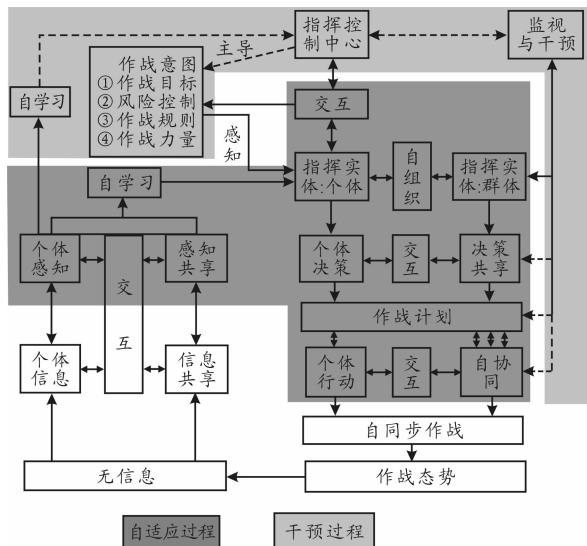 指挥控
制中心
监视
与干预
主导
作战意图
①作战目标
②风险控制
③作战规则
④作战力量
自学习
交互
感知
指挥实
体:个体
自
组
织
指挥实
体:群体
自学习
个体
感知
交
互
感知
共享
个体
决策
交
互
决策
共享
作战计划
个体
信息
信息
共享
个体
行动
交
互
自协
同
自同步作战
无信息
作战态势
自适应过程
干预过程